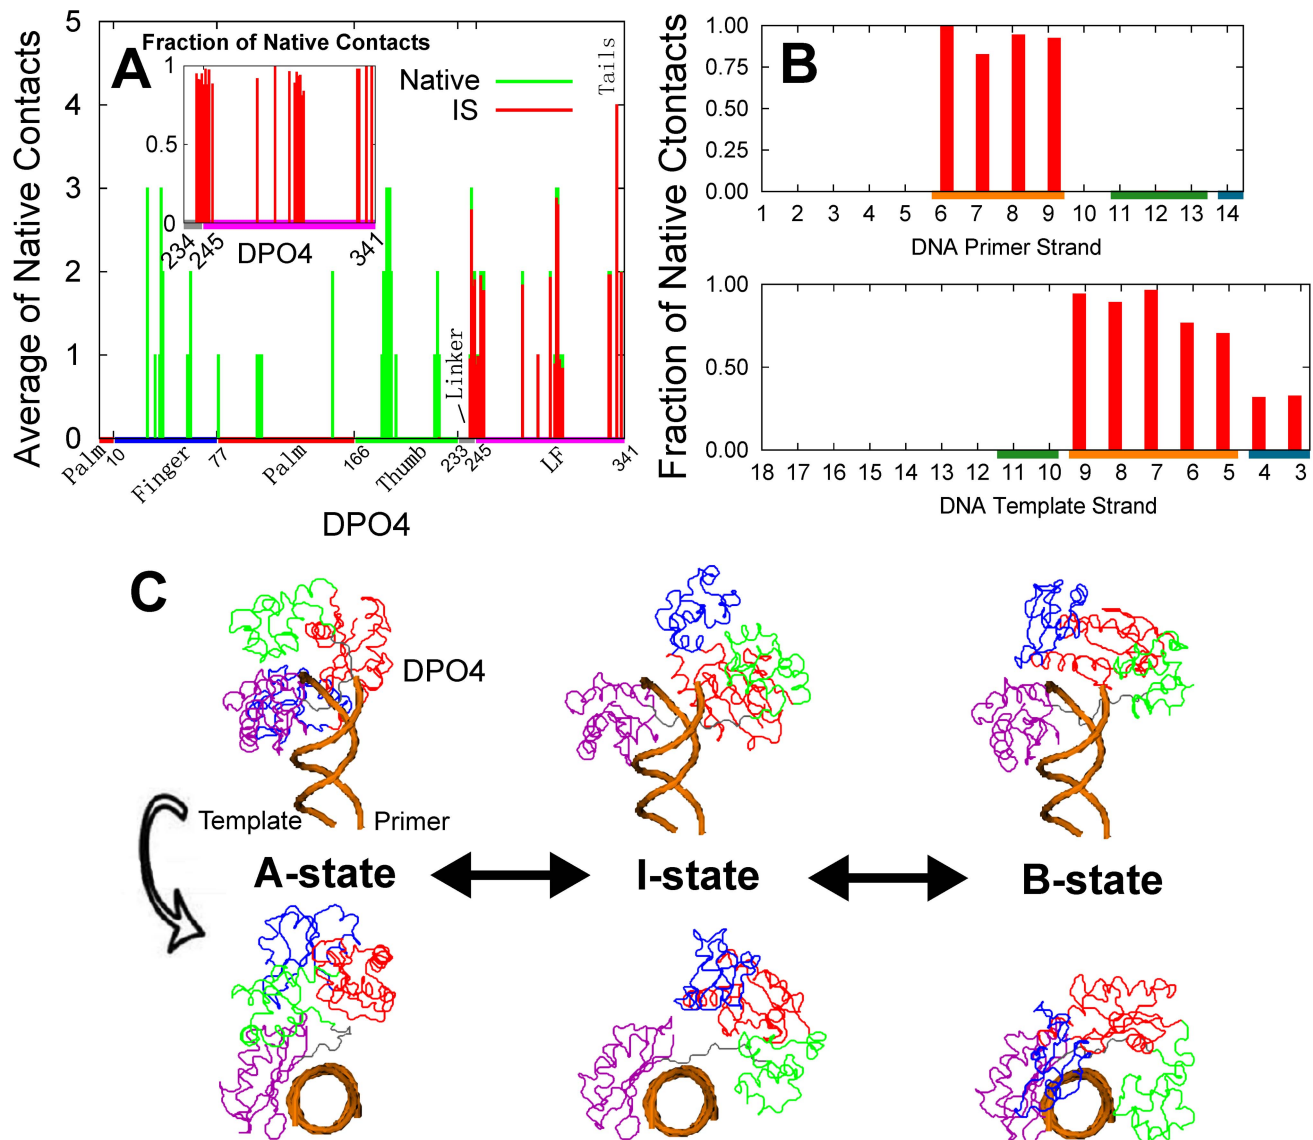 A
Fraction of Native Contacts
1
0.5
0
234
245
341
DPO4
Native
IS
Tails
Linker
Average of Native Contacts
5
4
3
2
1
0
Palm
10
Finger
77
Palm
166
Thumb
233
245
LF
341
DPO4
B
Fraction of Native Ctontacts
1.00
0.75
0.50
0.25
0.00
1 2 3 4 5 6 7 8 9 10 11 12 13 14
DNA Primer Strand
1.00
0.50
0.00
18 17 16 15 14 13 12 11 10 9 8 7 6 5 4 3
DNA Template Strand
C
DPO4
Template Primer
A-state I-state B-state